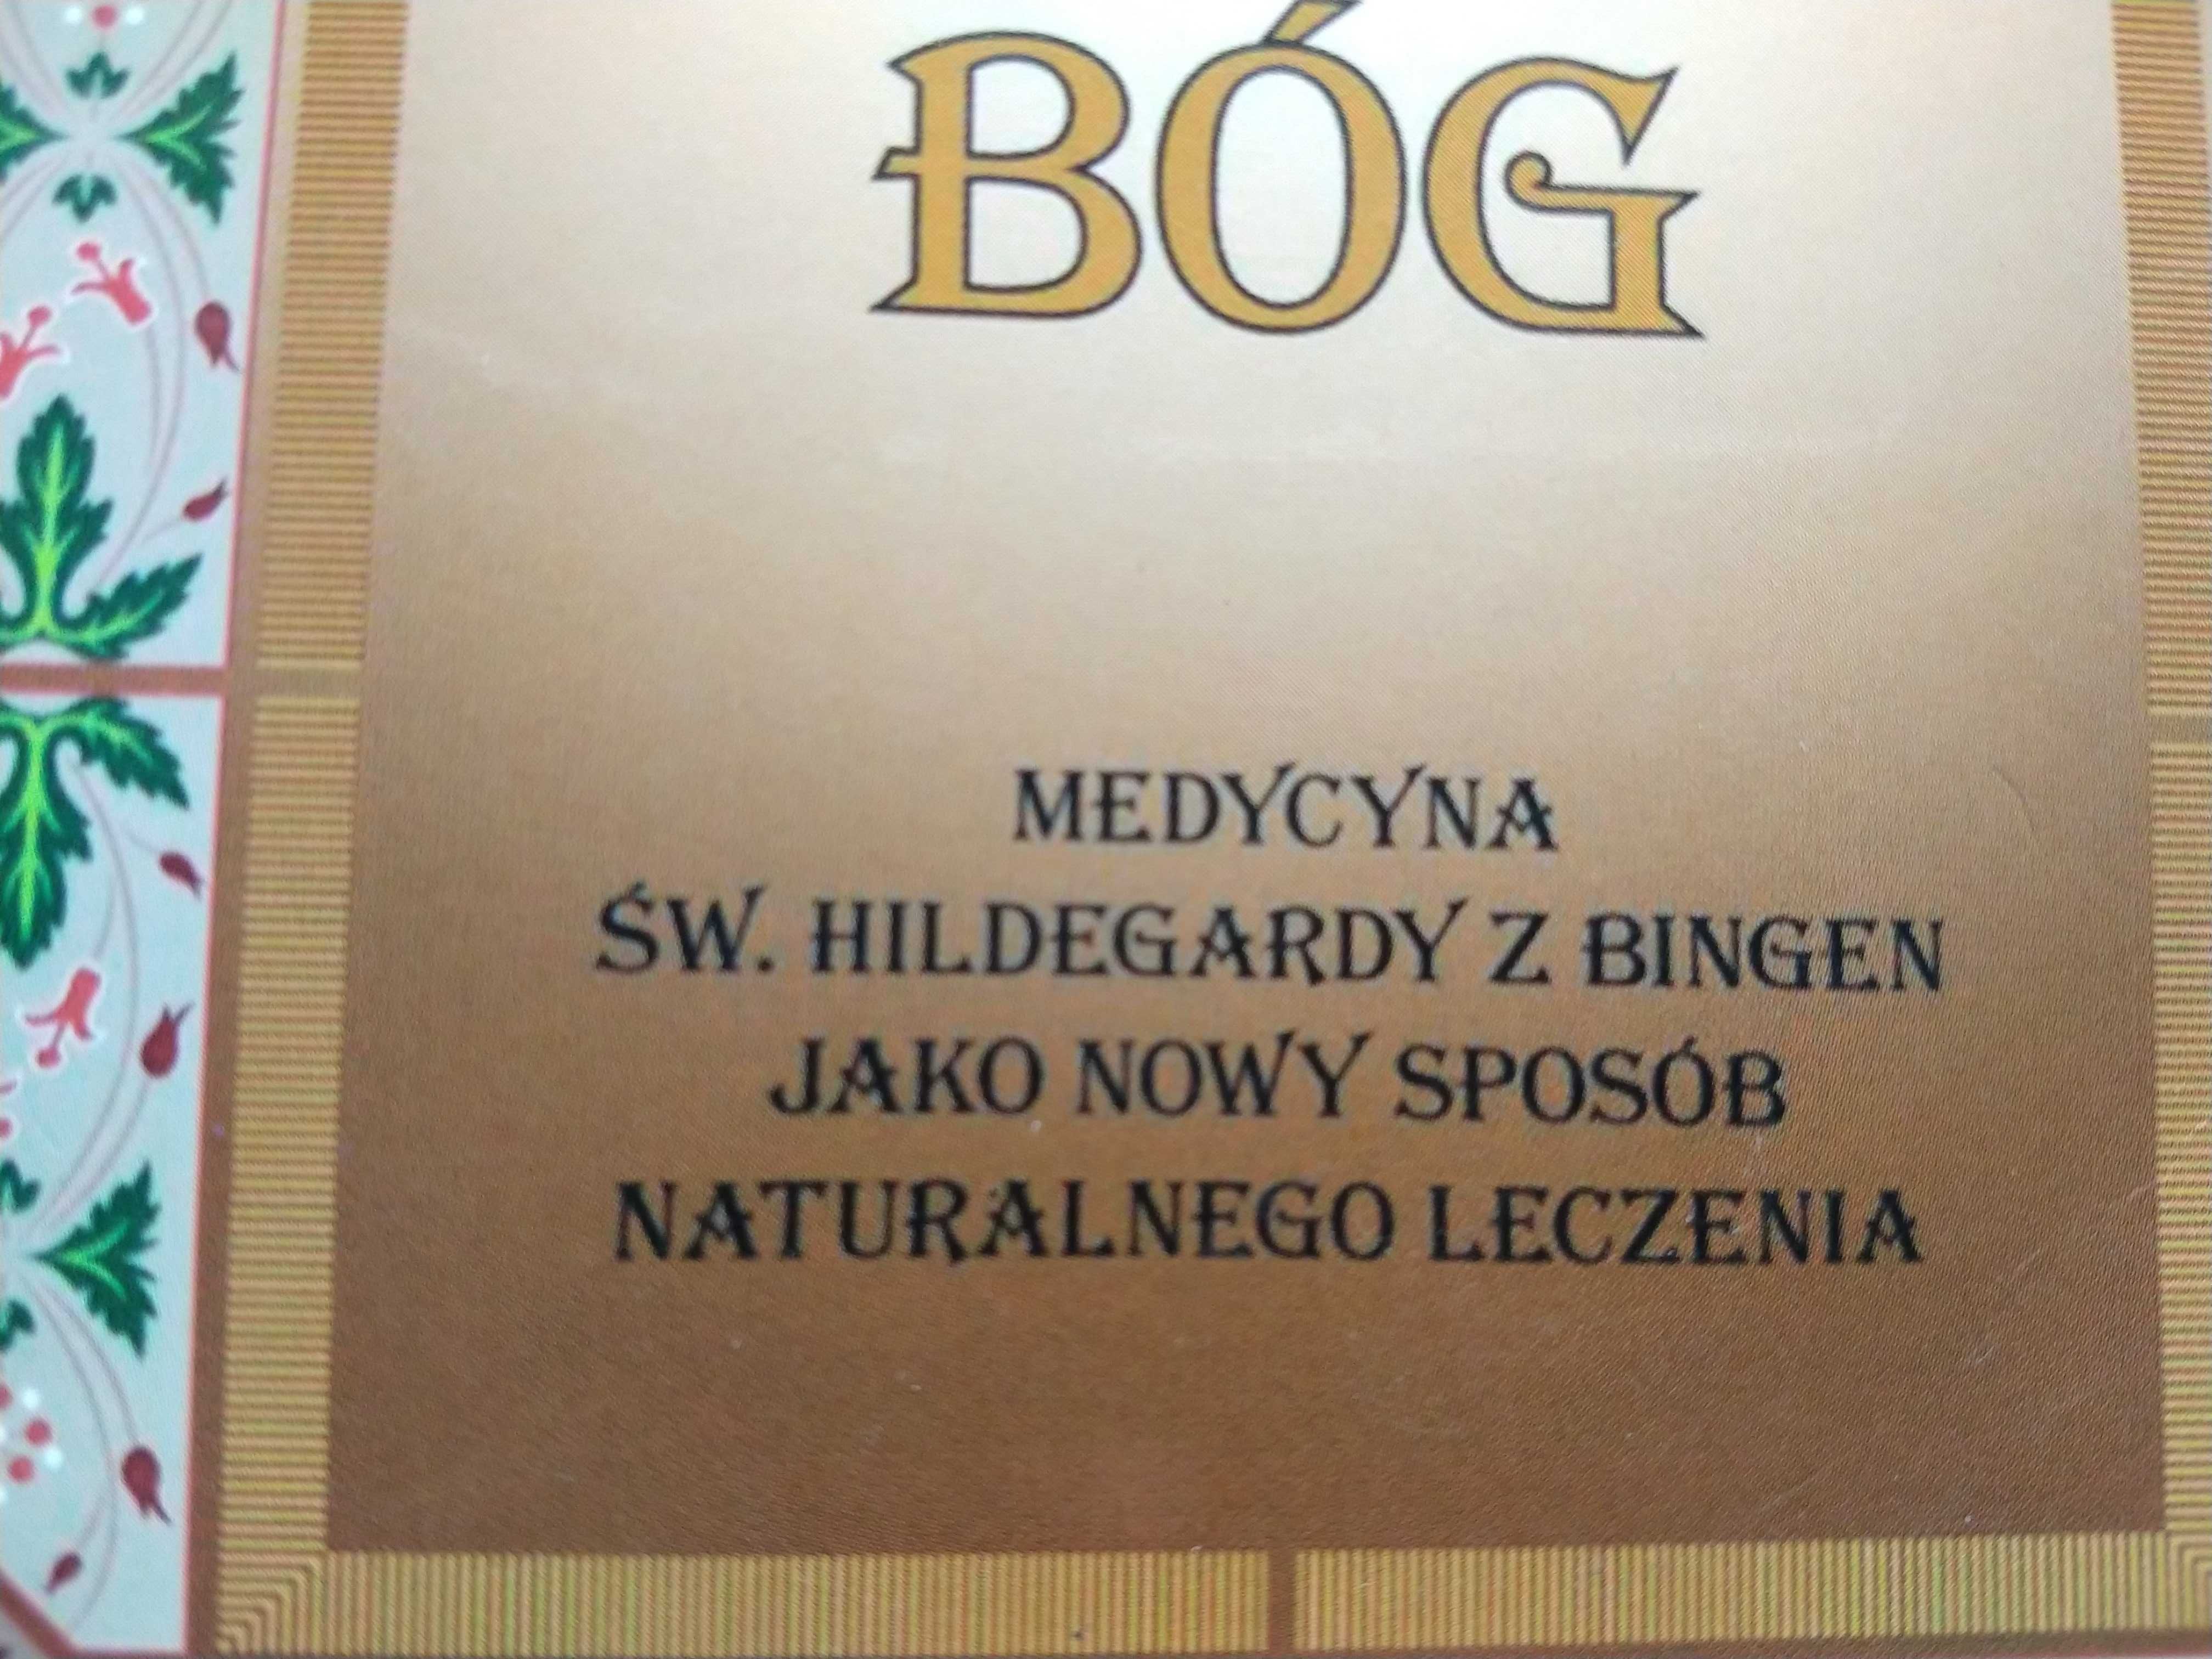 BÓG
MEDYCYNA
ŚW. HILDEGARDY Z BINGEN
JAKO NOWY SPOSÓB
NATURALNEGO LECZENIA